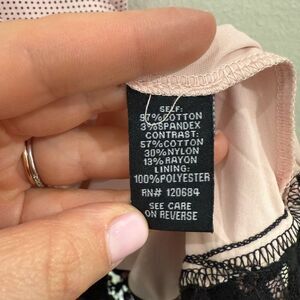 SELF:
97%COTTON
3%SPANDEX
CONTRAST:
57%COTTON
30%NYLON
13%RAYON
LINING:
100%POLYESTER
RN# 120684
SEE CARE
ON REVERSE